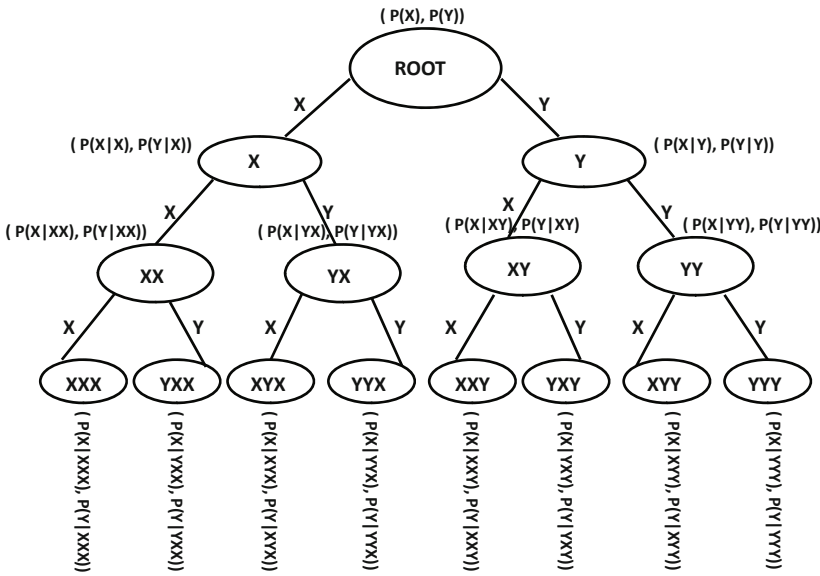 ( P(X), P(Y))
ROOT
X
Y
( P(X|X), P(Y|X))
X
Y
( P(X|Y), P(Y|Y))
X
Y
X
Y
( P(X|XX), P(Y|XX))
( P(X|YX), P(Y|YX))
( P(X|XY), P(Y|XY)
( P(X|YY), P(Y|YY))
XX
YX
XY
YY
X
Y
X
Y
X
Y
X
Y
XXX
YXX
XYX
YYX
XXY
YXY
XYY
YYY
( P(X|XXX), P(Y|XXX))
( P(X|YXX), P(Y|YXX))
( P(X|XYX), P(Y|XYX))
( P(X|YYX), P(Y|YYX))
( P(X|XXY), P(Y|XXY))
( P(X|YXY), P(Y|YXY))
( P(X|XYY), P(Y|XYY))
( P(X|YYY), P(Y|YYY))